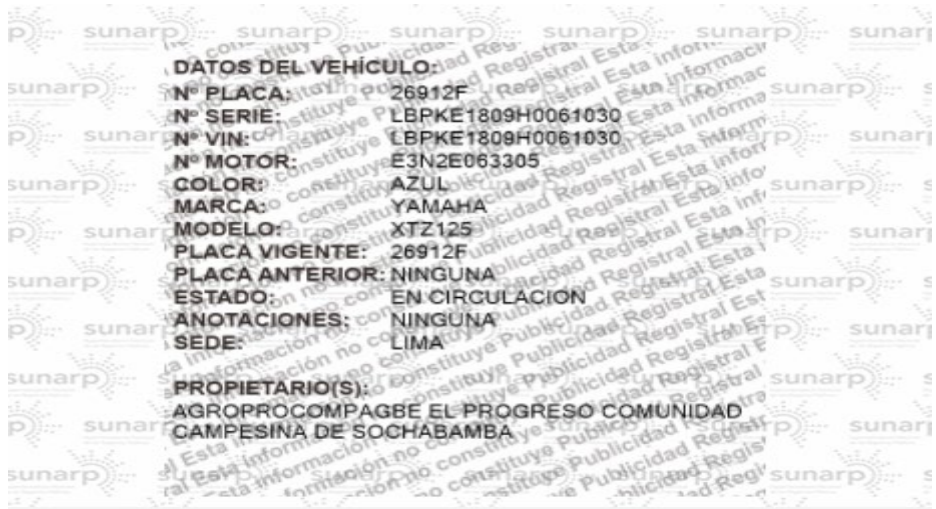 DATOS DEL VEHÍCULO:
Nº PLACA: 26912F
Nº SERIE: LBPKE1809H0061030
Nº VIN: LBPKE1809H0061030
Nº MOTOR: E3N2E063305
COLOR: AZUL
MARCA: YAMAHA
MODELO: XTZ125
PLACA VIGENTE: 26912F
PLACA ANTERIOR: NINGUNA
ESTADO: EN CIRCULACION
ANOTACIONES: NINGUNA
SEDE: LIMA
PROPIETARIO(S):
AGROPROCOMPAGBE EL PROGRESO COMUNIDAD
CAMPESINA DE SOCHABAMBA